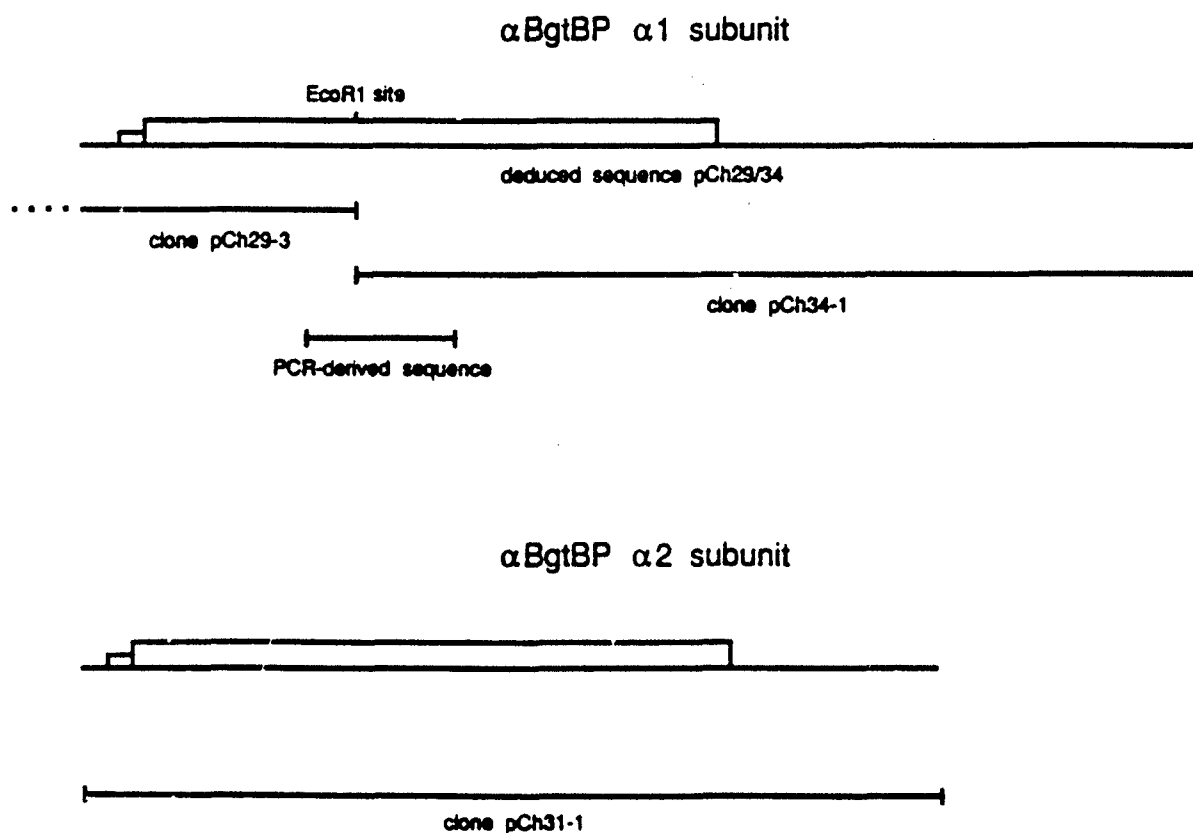 αBgtBP α1 subunit
EcoR1 site
deduced sequence pCh29/34
clone pCh29-3
clone pCh34-1
PCR-derived sequence
αBgtBP α2 subunit
clone pCh31-1